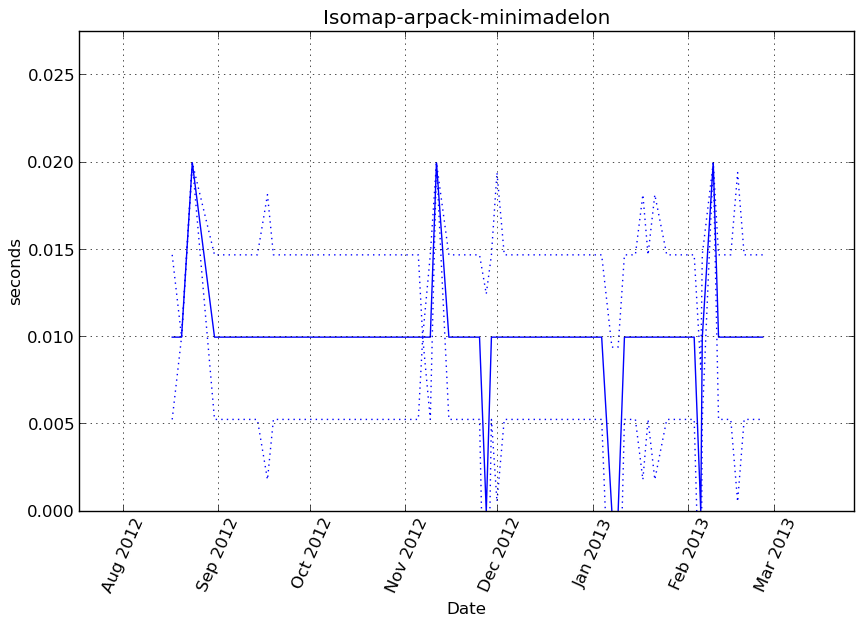 Isomap-arpack-minimadelon
0.025
0.020
0.015
0.010
0.005
0.000
seconds
Aug 2012
Sep 2012
Oct 2012
Nov 2012
Dec 2012
Jan 2013
Feb 2013
Mar 2013
Date